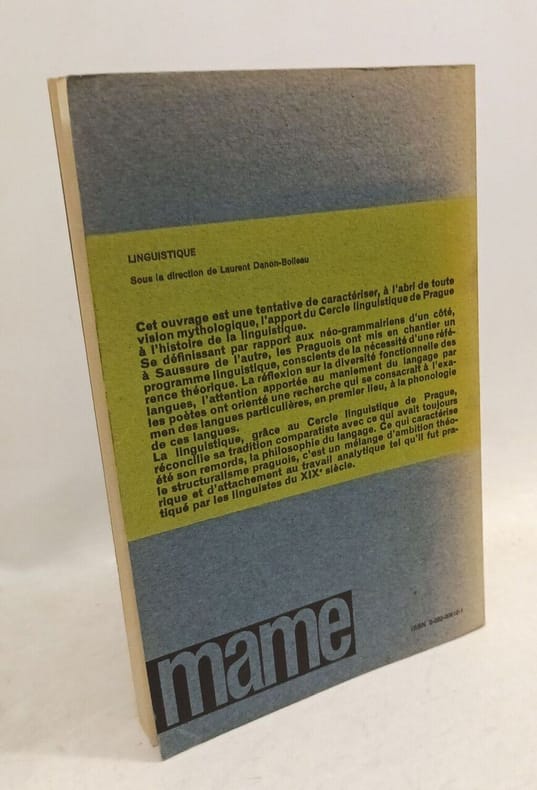 LINGUISTIQUE
Sous la direction de Laurent Danon-Boileau
Cet ouvrage est une tentative de caractériser, à l'abri de toute
vision mythologique, l'apport du Cercle linguistique de Prague
à l'histoire de la linguistique.
Se définissant par rapport aux néo-grammairiens d'un côté,
à Saussure de l'autre, les Praguois ont mis en chantier un
programme linguistique, conscients de la nécessité d'une réfé-
rence théorique. La réflexion sur la diversité fonctionnelle des
langues, l'attention apportée au maniement du langage par
les poètes ont orienté une recherche qui se consacrait à l'exa-
men des langues particulières, en premier lieu, à la phonologie
de ces langues.
La linguistique, grâce au Cercle linguistique de Prague,
réconcilie sa tradition comparatiste avec ce qui avait toujours
été son remords, la philosophie du langage. Ce qui caractérise
le structuralisme praguois, c'est un mélange d'ambition théo-
rique et d'attachement au travail analytique tel qu'il fut pra-
tiqué par les linguistes du XIXe siècle.
mame
ISBN